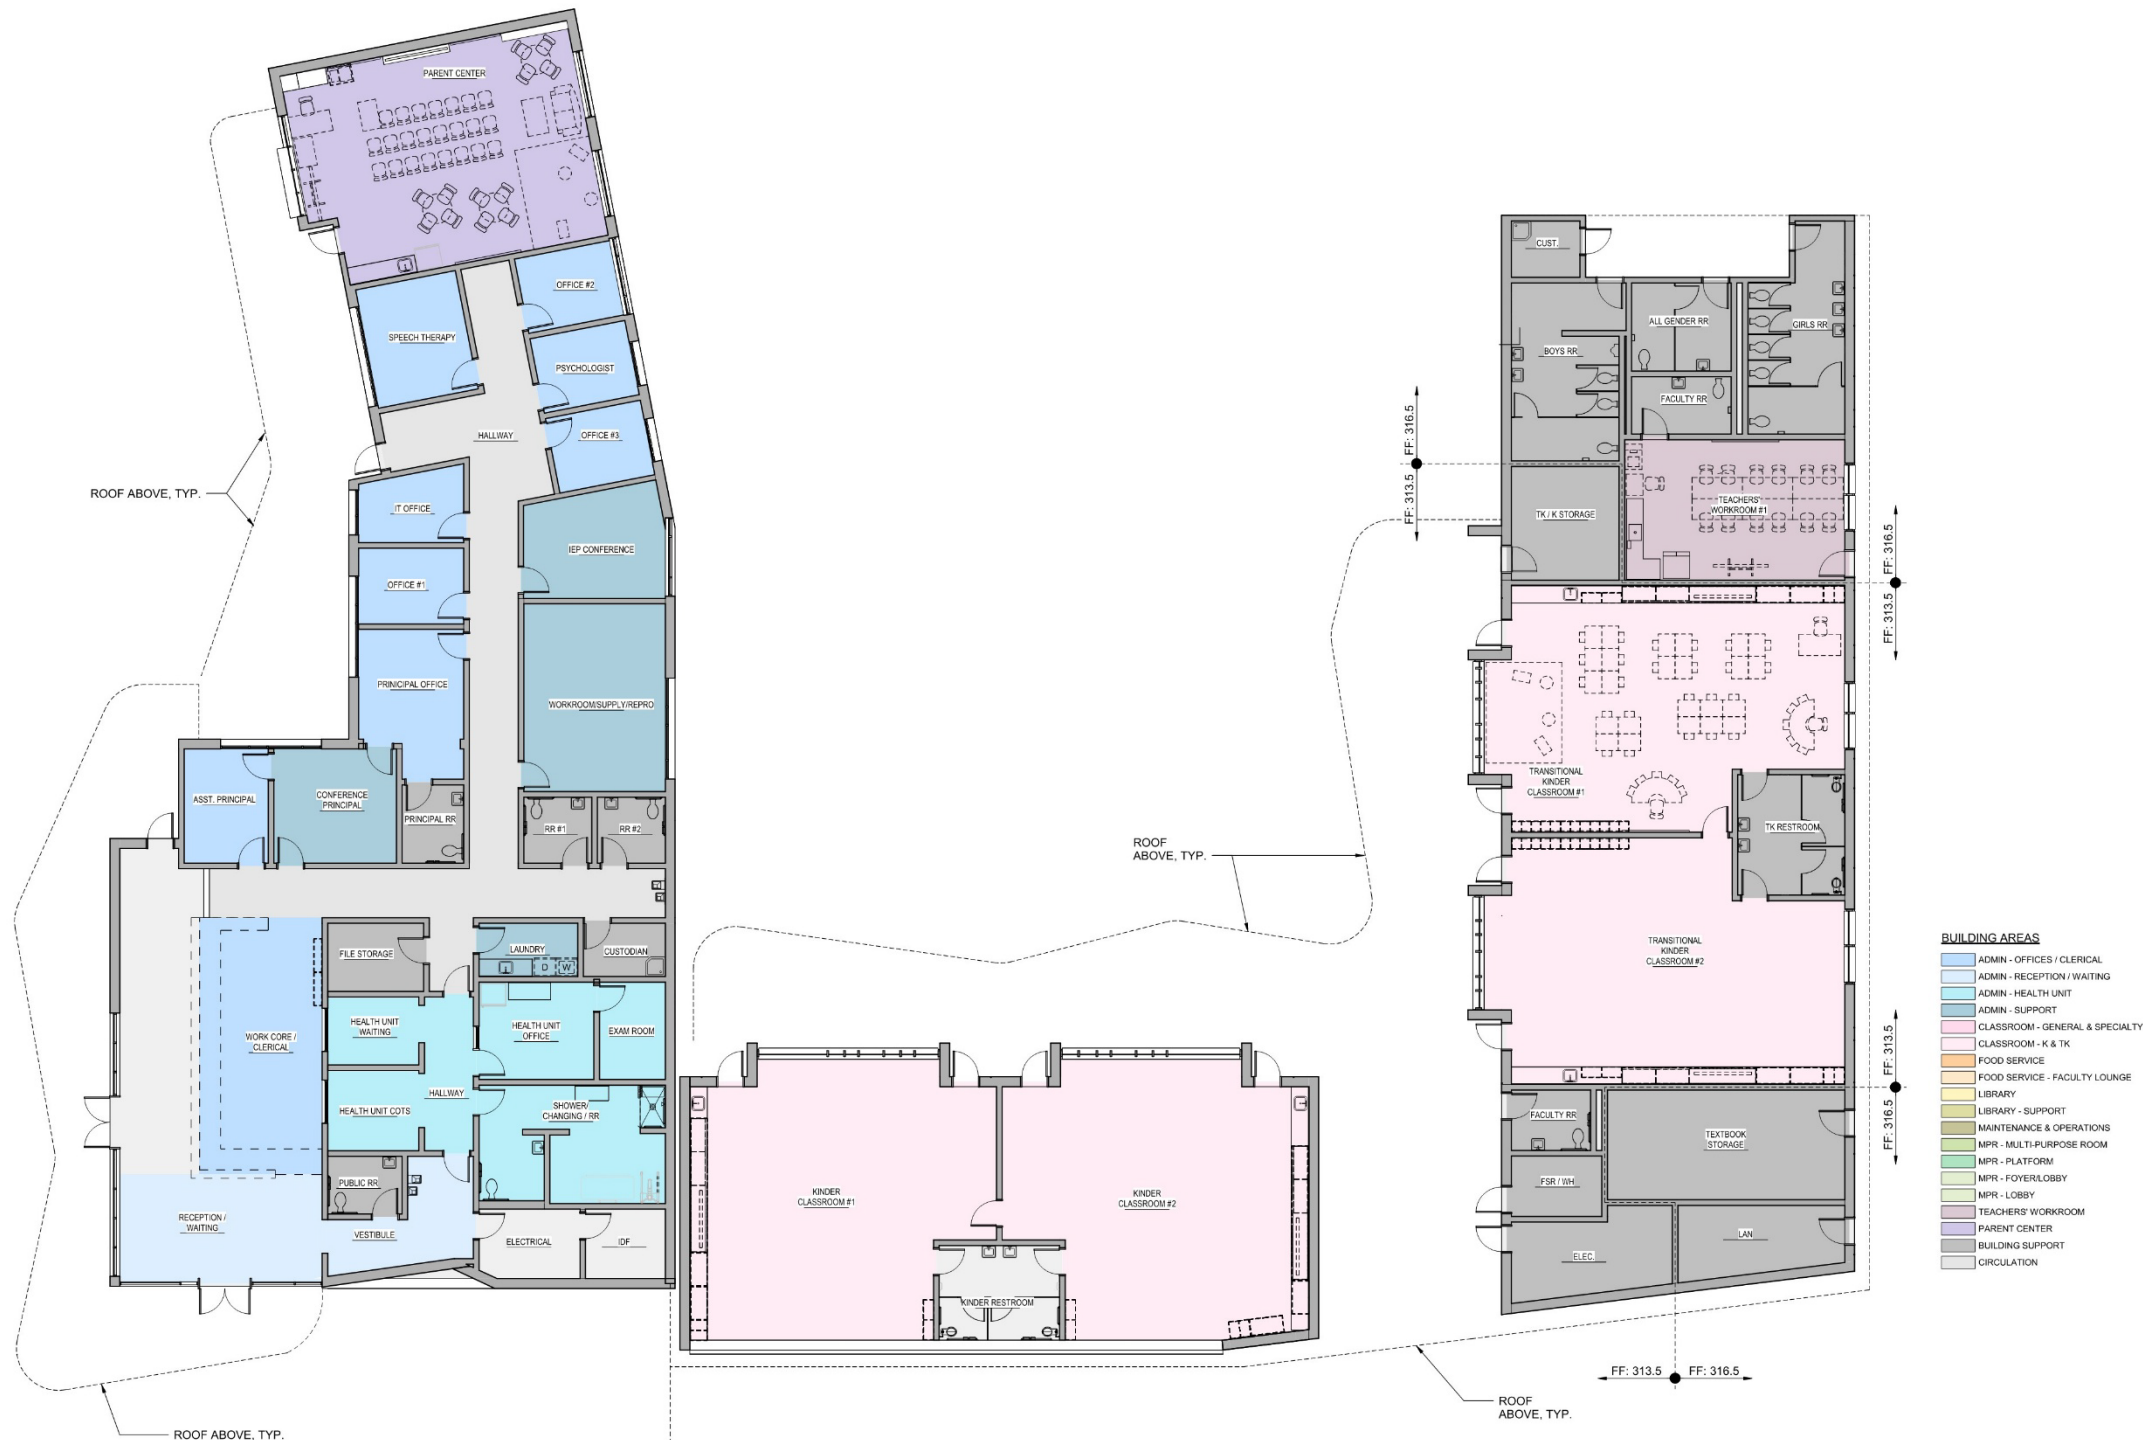 PARENT CENTER
OFFICE #2
SPEECH THERAPY
PSYCHOLOGIST
OFFICE #3
HALLWAY
ROOF ABOVE, TYP.
IT OFFICE
IEP CONFERENCE
OFFICE #1
PRINICIPAL OFFICE
WORKROOM/SUPPLY/REPRO
ASST. PRINCIPAL
CONFERENCE
PRINCIPAL
PRINCIPAL RR
RR #1
RR #2
FILE STORAGE
LAUNDRY
D
W
CUSTODIAN
WORK CORE /
CLERICAL
HEALTH UNIT
WAITING
HEALTH UNIT
OFFICE
EXAM ROOM
HALLWAY
HEALTH UNIT COTS
SHOWER/
CHANGING / RR
PUBLIC RR
RECEPTION /
WAITING
VESTIBULE
ELECTRICAL
IDF
ROOF ABOVE, TYP.
KINDER
CLASSROOM #1
KINDER
CLASSROOM #2
KINDER RESTROOM
ROOF
ABOVE, TYP.
CUST.
ALL GENDER RR
GIRLS RR
BOYS RR
FACULTY RR
FF: 316.5
FF: 313.5
TEACHERS'
WORKROOM #1
TK / K STORAGE
FF: 316.5
FF: 313.5
TRANSITIONAL
KINDER
CLASSROOM #1
TK RESTROOM
TRANSITIONAL
KINDER
CLASSROOM #2
FF: 313.5
FF: 316.5
FACULTY RR
TEXTBOOK
STORAGE
FSR / WH
ELEC.
LAN
FF: 313.5
FF: 316.5
ROOF
ABOVE, TYP.
BUILDING AREAS
ADMIN - OFFICES / CLERICAL
ADMIN - RECEPTION / WAITING
ADMIN - HEALTH UNIT
ADMIN - SUPPORT
CLASSROOM - GENERAL & SPECIALTY
CLASSROOM - K & TK
FOOD SERVICE
FOOD SERVICE - FACULTY LOUNGE
LIBRARY
LIBRARY - SUPPORT
MAINTENANCE & OPERATIONS
MPR - MULTI-PURPOSE ROOM
MPR - PLATFORM
MPR - FOYER/LOBBY
MPR - LOBBY
TEACHERS' WORKROOM
PARENT CENTER
BUILDING SUPPORT
CIRCULATION